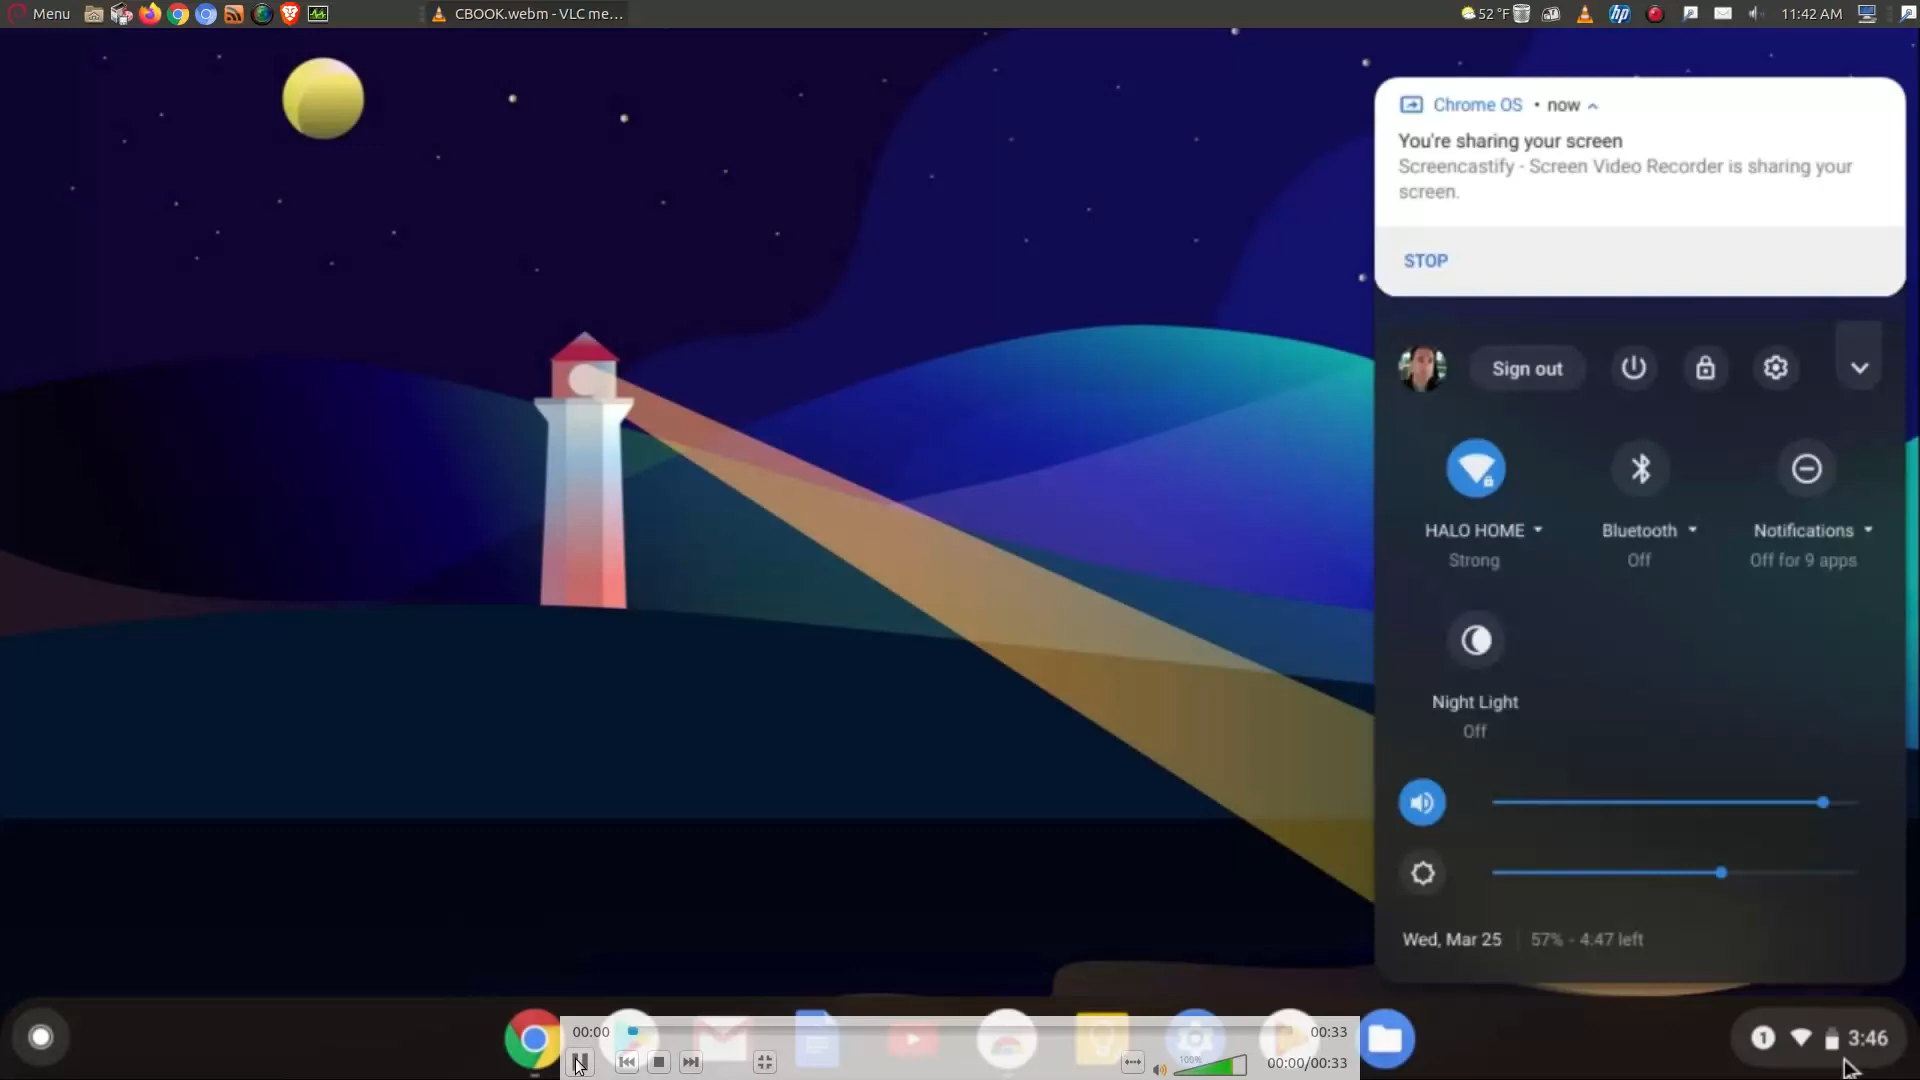 Menu
CBOOK.webm - VLC me...
52 °F
hp
11:42 AM
Chrome OS • now
You're sharing your screen
Screencastify - Screen Video Recorder is sharing your
screen.
STOP
Sign out
HALO HOME
Strong
Bluetooth
Off
Notifications
Off for 9 apps
Night Light
Off
Wed, Mar 25
57% - 4:47 left
00:00
00:33
100%
00:00/00:33
1
3:46